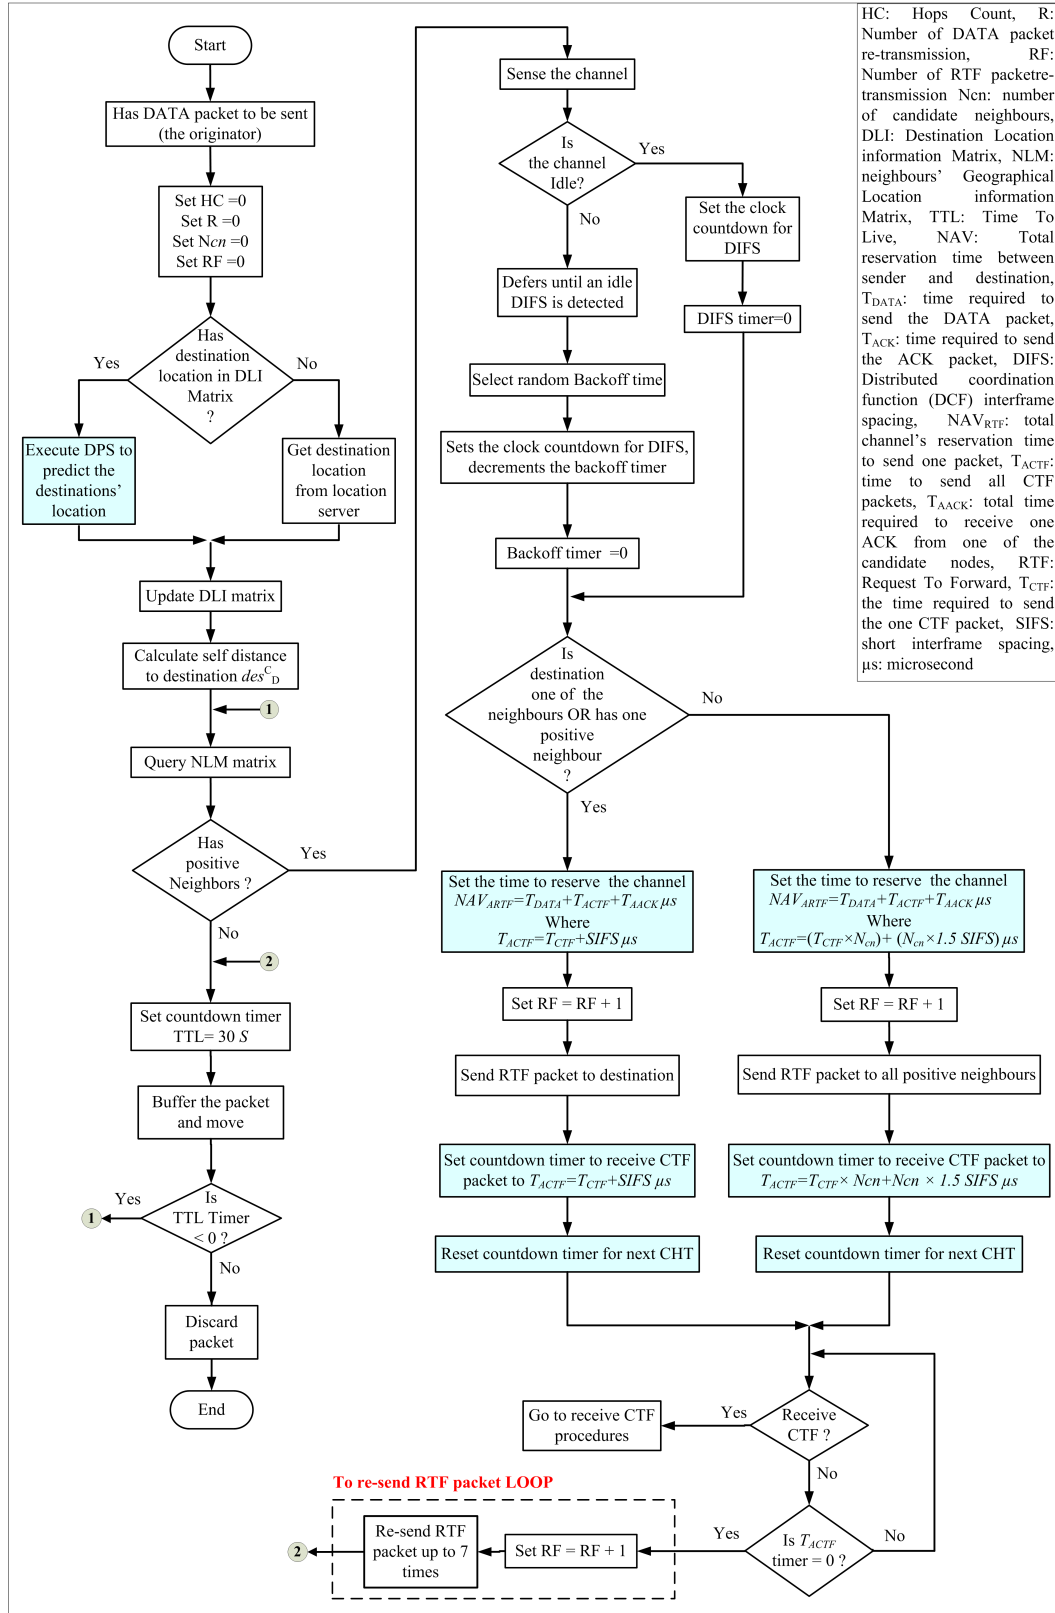 Start
Has DATA packet to be sent
(the originator)
Set HC =0
Set R =0
Set Ncn =0
Set RF =0
Has
destination
location in DLI
Matrix
?
Yes
No
Execute DPS to
predict the
destinations’
location
Get destination
location
from location
server
Update DLI matrix
Calculate self distance
to destination des^C_D
1
Query NLM matrix
Has
positive
Neighbors ?
Yes
No
2
Set countdown timer
TTL= 30 S
Buffer the packet
and move
Is
TTL Timer
< 0 ?
Yes
1
No
Discard
packet
End
Sense the channel
Is
the channel
Idle?
Yes
No
Set the clock
countdown for
DIFS
DIFS timer=0
Defers until an idle
DIFS is detected
Select random Backoff time
Sets the clock countdown for DIFS,
decrements the backoff timer
Backoff timer =0
Is
destination
one of the
neighbours OR has one
positive
neighbour
?
No
Yes
Set the time to reserve the channel
NAV_ARTF=T_DATA+T_ACTF+T_AACK µs
Where
T_ACTF=T_CTF+SIFS µs
Set RF = RF + 1
Send RTF packet to destination
Set countdown timer to receive CTF
packet to T_ACTF=T_CTF+SIFS µs
Reset countdown timer for next CHT
Set the time to reserve the channel
NAV_ARTF=T_DATA+T_ACTF+T_AACK µs
Where
T_ACTF=(T_CTF×N_cn)+ (N_cn×1.5 SIFS) µs
Set RF = RF + 1
Send RTF packet to all positive neighbours
Set countdown timer to receive CTF packet to
T_ACTF=T_CTF× Ncn+Ncn × 1.5 SIFS µs
Reset countdown timer for next CHT
Receive
CTF ?
Yes
Go to receive CTF
procedures
No
Is T_ACTF
timer = 0 ?
No
Yes
To re-send RTF packet LOOP
Set RF = RF + 1
Re-send RTF
packet up to 7
times
2
HC: Hops Count, R:
Number of DATA packet
re-transmission, RF:
Number of RTF packetre-
transmission Ncn: number
of candidate neighbours,
DLI: Destination Location
information Matrix, NLM:
neighbours’ Geographical
Location information
Matrix, TTL: Time To
Live, NAV: Total
reservation time between
sender and destination,
T_DATA: time required to
send the DATA packet,
T_ACK: time required to send
the ACK packet, DIFS:
Distributed coordination
function (DCF) interframe
spacing, NAV_RTF: total
channel’s reservation time
to send one packet, T_ACTF:
time to send all CTF
packets, T_AACK: total time
required to receive one
ACK from one of the
candidate nodes, RTF:
Request To Forward, T_CTF:
the time required to send
the one CTF packet, SIFS:
short interframe spacing,
µs: microsecond